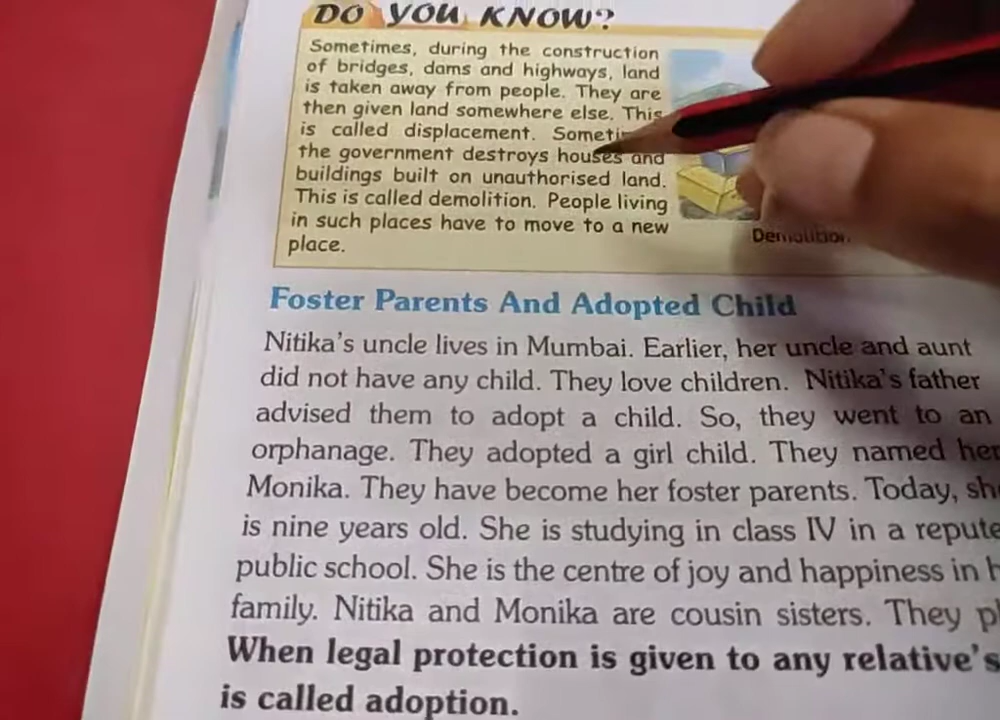 DO YOU KNOW?
Sometimes, during the construction
of bridges, dams and highways, land
is taken away from people. They are
then given land somewhere else. This
is called displacement.
the government destroys houses and
buildings built on unauthorised land.
This is called demolition. People living
in such places have to move to a new
place.
Demolition
Foster Parents And Adopted Child
Nitika's uncle lives in Mumbai. Earlier, her uncle and aunt
did not have any child. They love children. Nitika's father
advised them to adopt a child. So, they went to an
orphanage. They adopted a girl child. They named her
Monika. They have become her foster parents. Today,
is nine years old. She is studying in class IV in a
public school. She is the centre of joy and happiness in
family. Nitika and Monika are cousin sisters. They
When legal protection is given to any relative's
is called adoption.